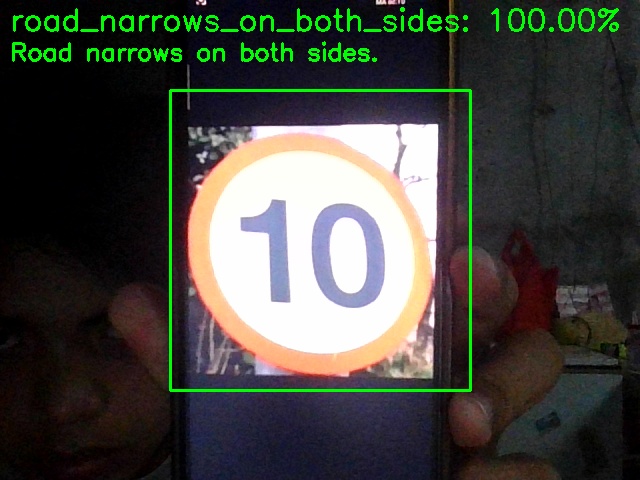 road_narrows_on_both_sides: 100.00%
Road narrows on both sides.
10